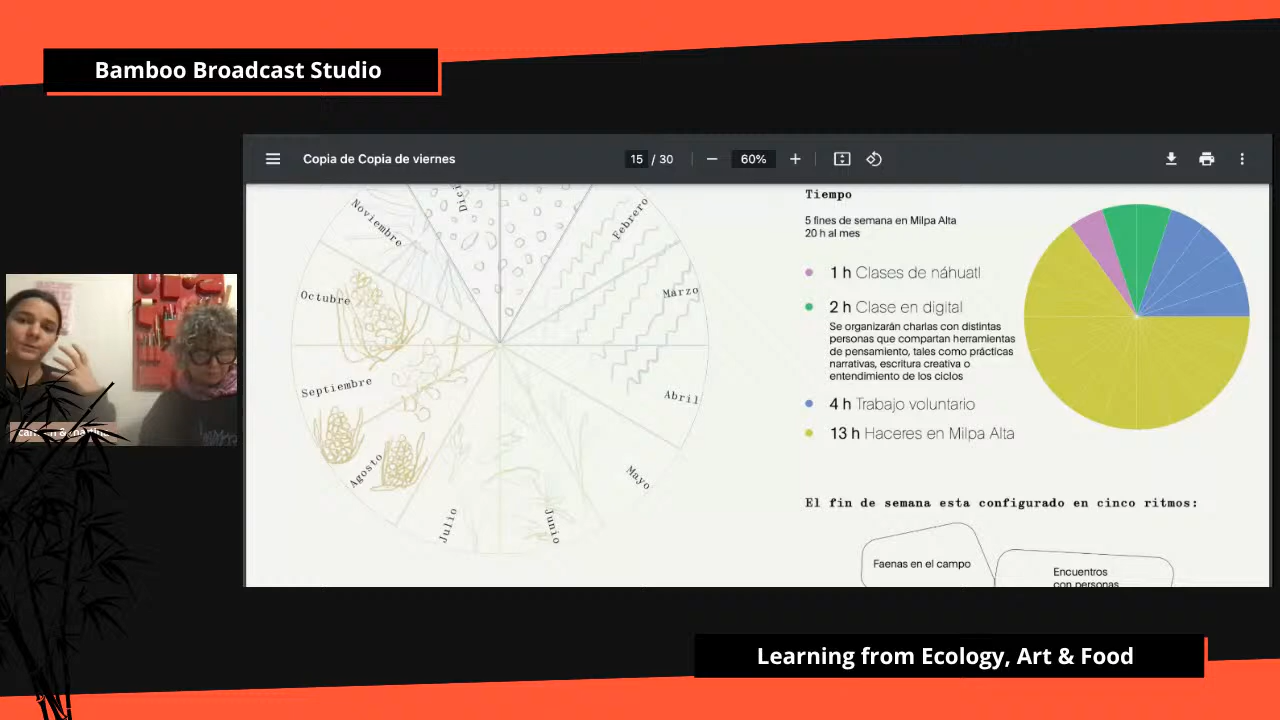 Bamboo Broadcast Studio
Copia de Copia de viernes
15 / 30
60%
Noviembre
Febrero
Marzo
Octubre
Septiembre
Abril
Agosto
Mayo
Julio
Junio
Tiempo
5 fines de semana en Milpa Alta
20 h al mes
1 h Clases de náhuatl
2 h Clase en digital
Se organizarán charlas con distintas
personas que compartan herramientas
de pensamiento, tales como prácticas
narrativas, escritura creativa o
entendimiento de los ciclos
4 h Trabajo voluntario
13 h Haceres en Milpa Alta
El fin de semana esta configurado en cinco ritmos:
Faenas en el campo
Encuentros
con personas
Learning from Ecology, Art & Food